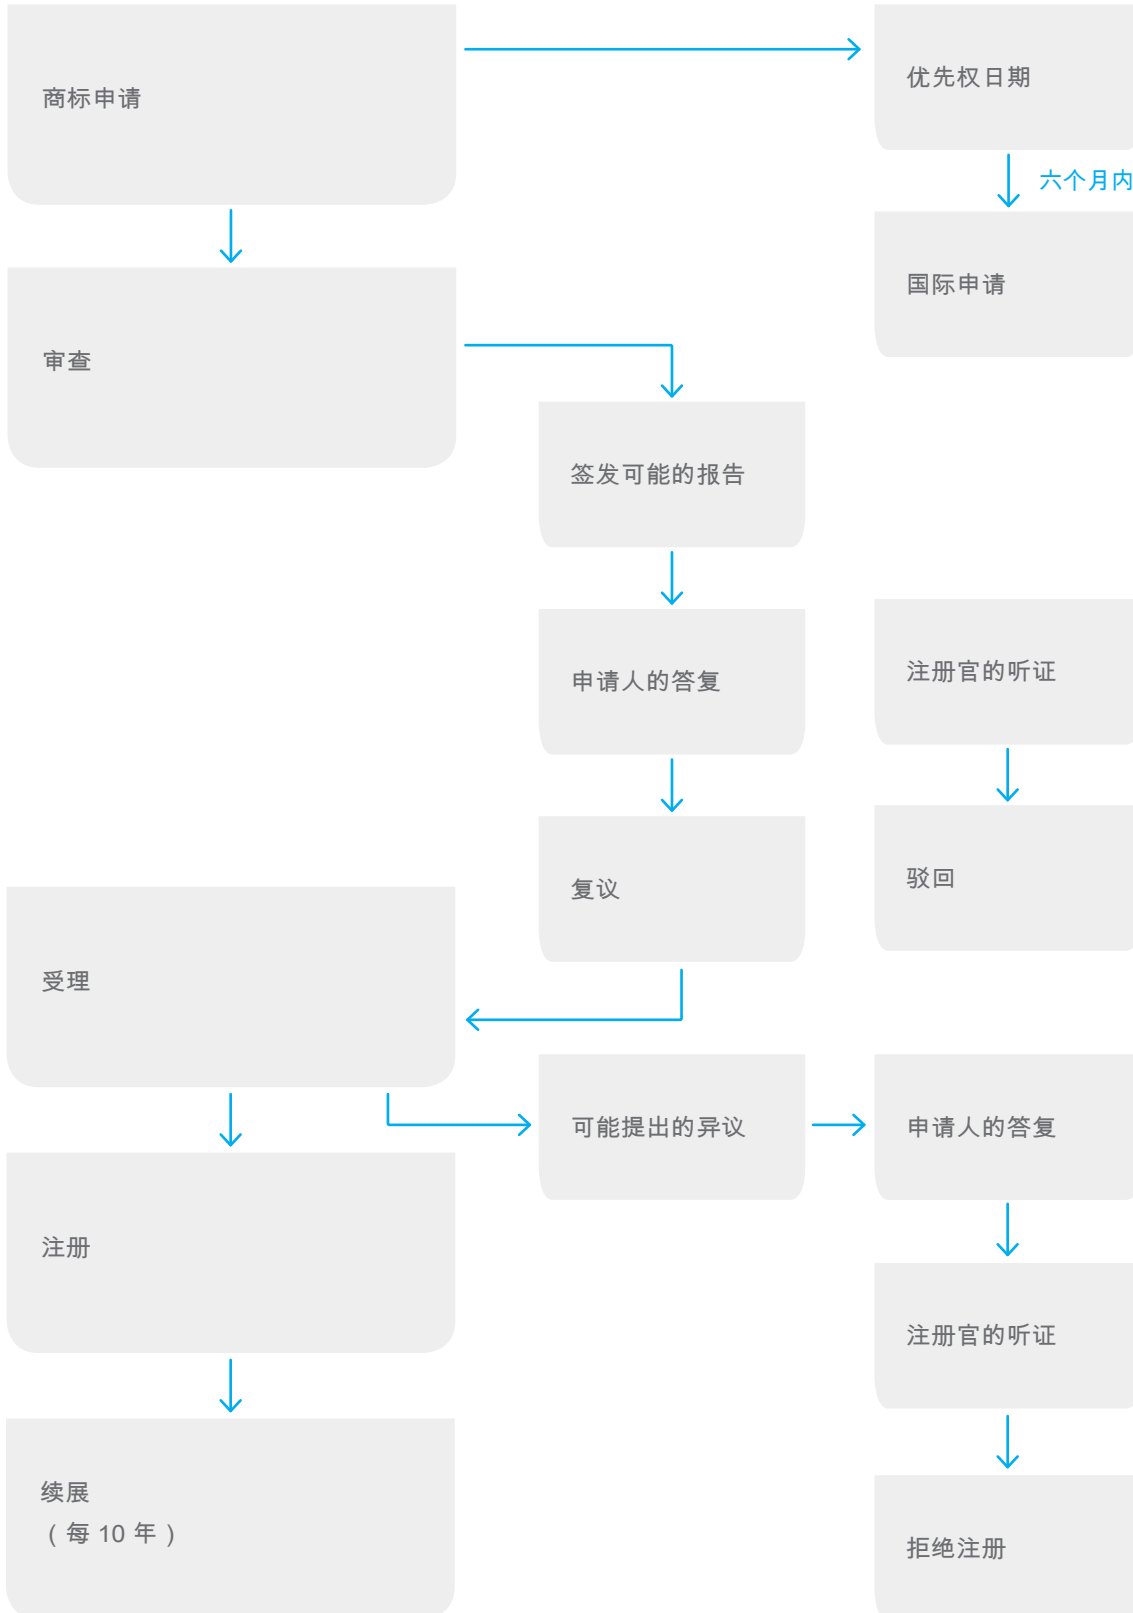 商标申请
优先权日期
六个月内
国际申请
审查
签发可能的报告
申请人的答复
注册官的听证
复议
驳回
受理
可能提出的异议
申请人的答复
注册
注册官的听证
续展
（每 10 年）
拒绝注册